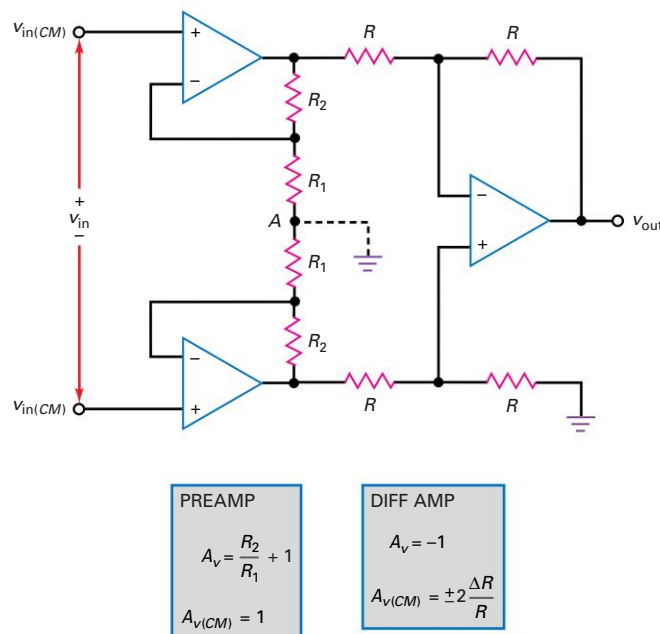 v_in(CM)
+
−
R
R
R_2
R_1
A
+
v_in
−
−
+
v_out
R_1
R_2
−
+
v_in(CM)
R
R
PREAMP
A_v = R_2/R_1 + 1
A_v(CM) = 1
DIFF AMP
A_v = −1
A_v(CM) = ±2 ΔR/R